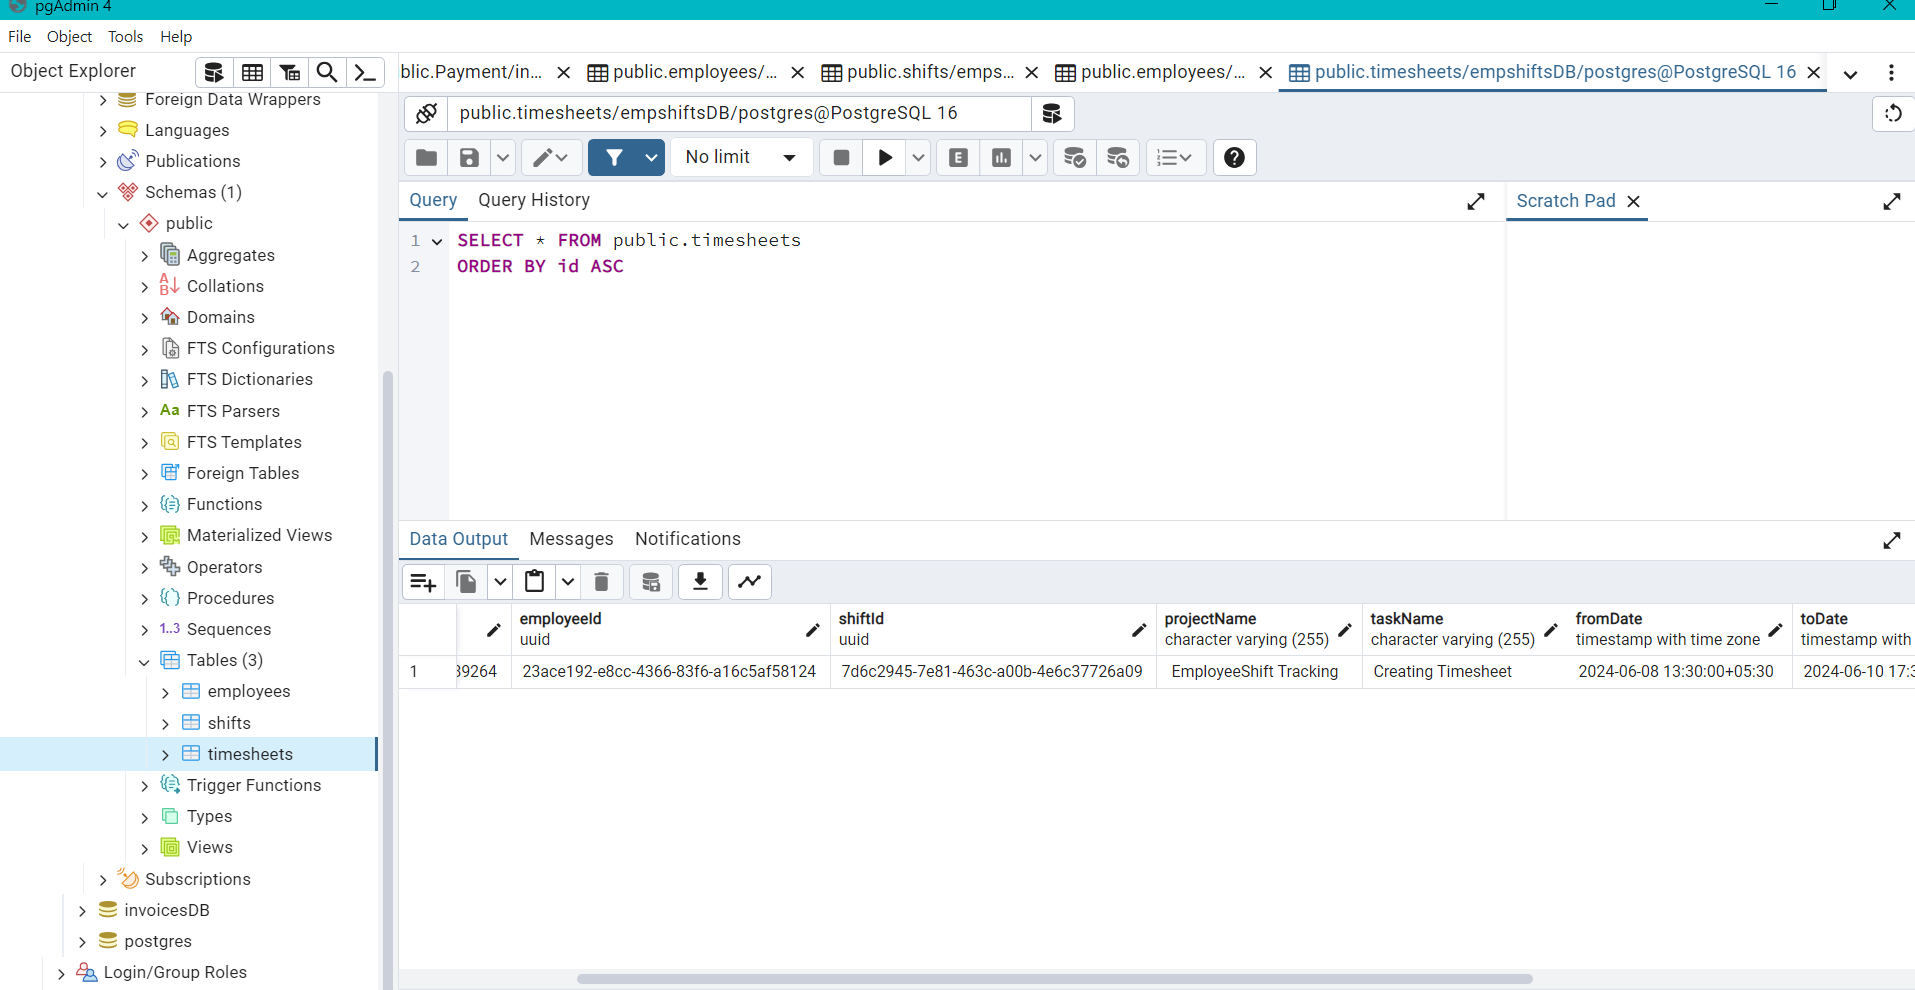 pgAdmin 4
File Object Tools Help
Object Explorer
blic.Payment/in...
public.employees/...
public.shifts/emps...
public.employees/...
public.timesheets/empshiftsDB/postgres@PostgreSQL 16
public.timesheets/empshiftsDB/postgres@PostgreSQL 16
No limit
E
Query Query History
Scratch Pad
1 SELECT * FROM public.timesheets
2 ORDER BY id ASC
Foreign Data Wrappers
Languages
Publications
Schemas (1)
public
Aggregates
Collations
Domains
FTS Configurations
FTS Dictionaries
Aa FTS Parsers
FTS Templates
Foreign Tables
Functions
Materialized Views
Operators
Procedures
1..3 Sequences
Tables (3)
employees
shifts
timesheets
Trigger Functions
Types
Views
Subscriptions
invoicesDB
postgres
Login/Group Roles
Data Output Messages Notifications
employeeId shiftId projectName taskName fromDate toDate
uuid uuid character varying (255) character varying (255) timestamp with time zone timestamp with
1 39264 23ace192-e8cc-4366-83f6-a16c5af58124 7d6c2945-7e81-463c-a00b-4e6c37726a09 EmployeeShift Tracking Creating Timesheet 2024-06-08 13:30:00+05:30 2024-06-10 17:3